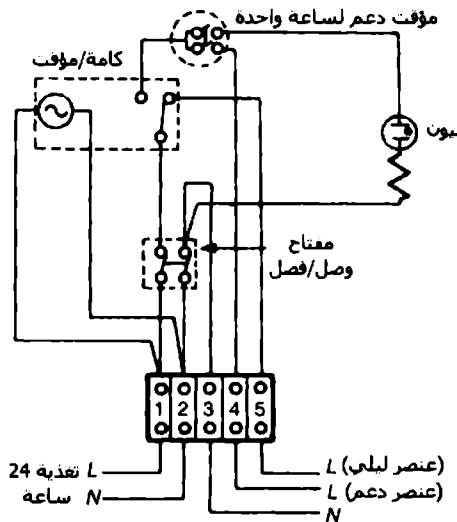 مؤقت دعم لساعة واحدة
كامة/مؤقت
نيون
مفتاح
وصل/فصل
1 2 3 4 5
تغذية 24 L
ساعة N
L (عنصر ليلي)
L (عنصر دعم)
N